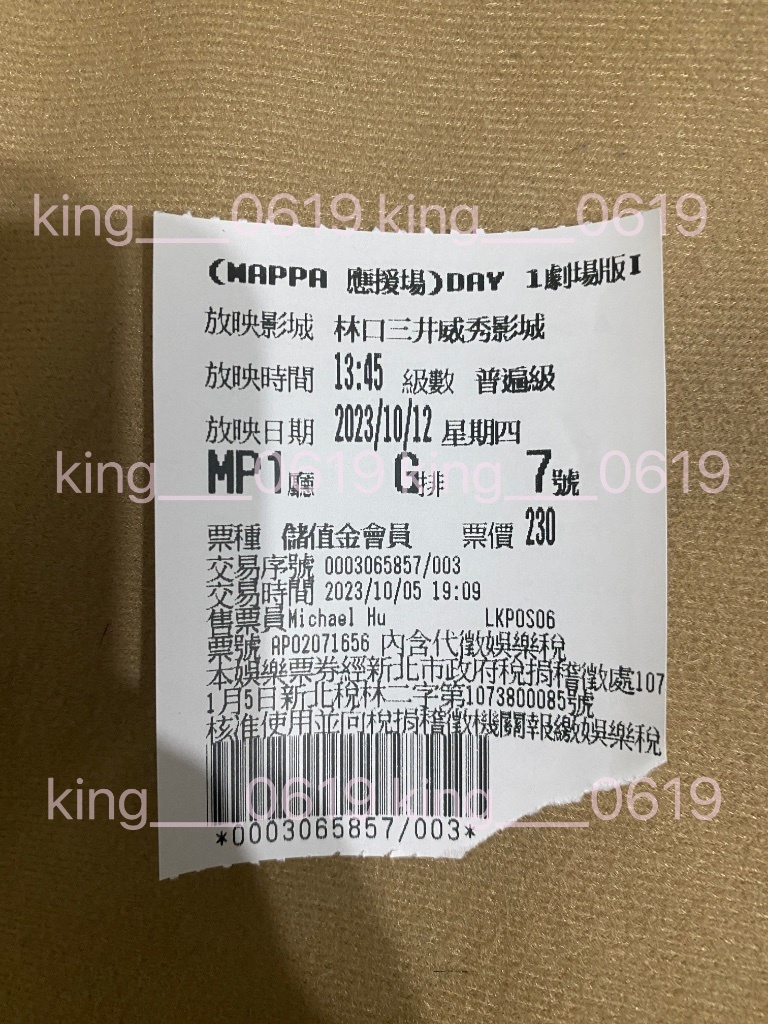 (MAPPA 應援場)DAY 1劇場版I
放映影城 林口三井威秀影城
放映時間 13:45 級數 普遍級
放映日期 2023/10/12 星期四
MP1廳 G排 7號
票種 儲值金會員 票價 230
交易序號 0003065857/003
交易時間 2023/10/05 19:09
售票員Michael Hu LKPOS06
票號 AP02071656 內含代徵娛樂稅
本娛樂票券經新北市政府稅捐稽徵處107
1月5日新北稅林二字第1073800085號
核准使用並向稅捐稽徵機關報繳娛樂稅
*0003065857/003*
king___0619 king___0619
king___0619 king___0619
king___0619 king___0619